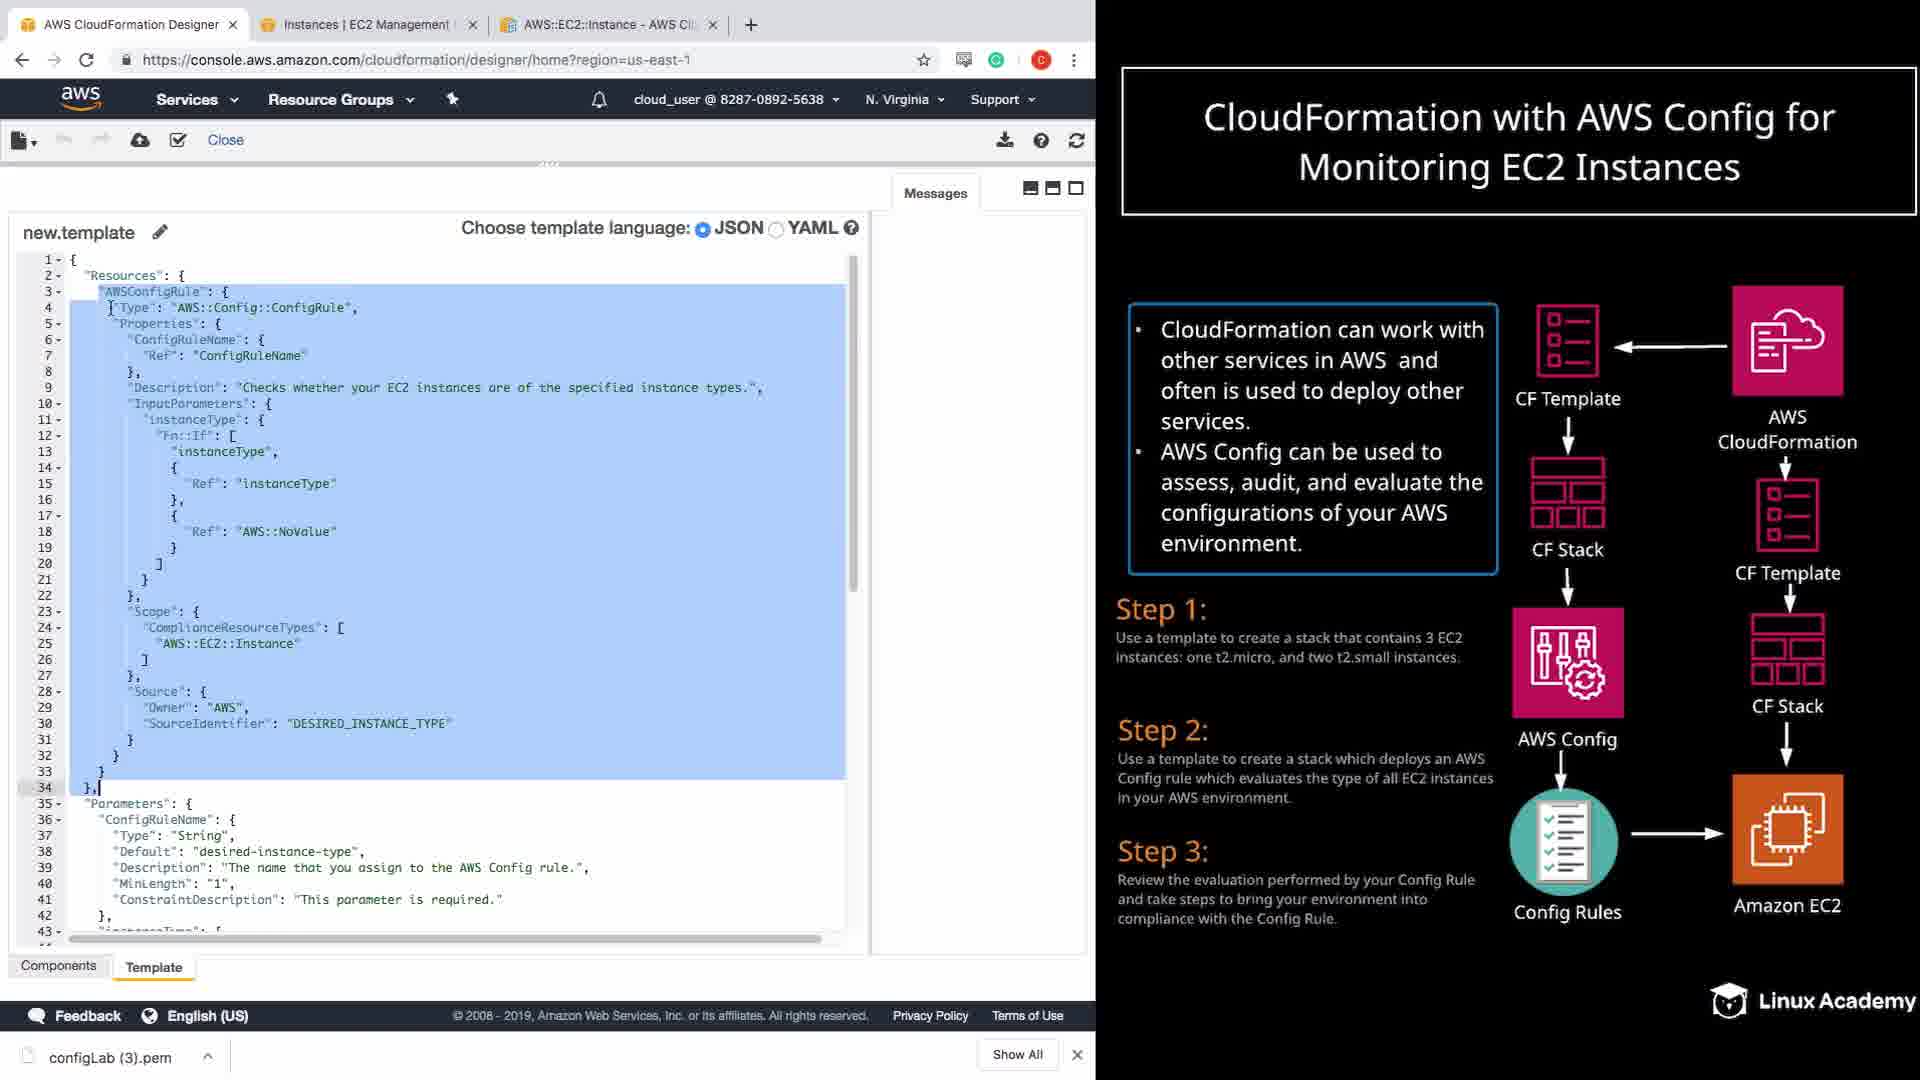 AWS CloudFormation Designer
Instances | EC2 Management
AWS::EC2::Instance - AWS Cl
https://console.aws.amazon.com/cloudformation/designer/home?region=us-east-1
C
aws
Services
Resource Groups
cloud_user @ 8287-0892-5638
N. Virginia
Support
Close
Messages
new.template
Choose template language: JSON YAML
1 {
2 "Resources": {
3 "AWSConfigRule": {
4 "Type": "AWS::Config::ConfigRule",
5 "Properties": {
6 "ConfigRuleName": {
7 "Ref": "ConfigRuleName"
8 },
9 "Description": "Checks whether your EC2 instances are of the specified instance types.",
10 "InputParameters": {
11 "instanceType": {
12 "Fn::If": [
13 "instanceType",
14 {
15 "Ref": "instanceType"
16 },
17 {
18 "Ref": "AWS::NoValue"
19 }
20 ]
21 }
22 },
23 "Scope": {
24 "ComplianceResourceTypes": [
25 "AWS::EC2::Instance"
26 ]
27 },
28 "Source": {
29 "Owner": "AWS",
30 "SourceIdentifier": "DESIRED_INSTANCE_TYPE"
31 }
32 }
33 }
34 },
35 "Parameters": {
36 "ConfigRuleName": {
37 "Type": "String",
38 "Default": "desired-instance-type",
39 "Description": "The name that you assign to the AWS Config rule.",
40 "MinLength": "1",
41 "ConstraintDescription": "This parameter is required."
42 },
43 "instanceType": {
Components
Template
Feedback
English (US)
© 2008 - 2019, Amazon Web Services, Inc. or its affiliates. All rights reserved.
Privacy Policy
Terms of Use
configLab (3).pem
Show All
CloudFormation with AWS Config for
Monitoring EC2 Instances
• CloudFormation can work with
other services in AWS and
often is used to deploy other
services.
• AWS Config can be used to
assess, audit, and evaluate the
configurations of your AWS
environment.
Step 1:
Use a template to create a stack that contains 3 EC2
instances: one t2.micro, and two t2.small instances.
Step 2:
Use a template to create a stack which deploys an AWS
Config rule which evaluates the type of all EC2 instances
in your AWS environment.
Step 3:
Review the evaluation performed by your Config Rule
and take steps to bring your environment into
compliance with the Config Rule.
CF Template
CF Stack
AWS Config
Config Rules
AWS
CloudFormation
CF Template
CF Stack
Amazon EC2
Linux Academy